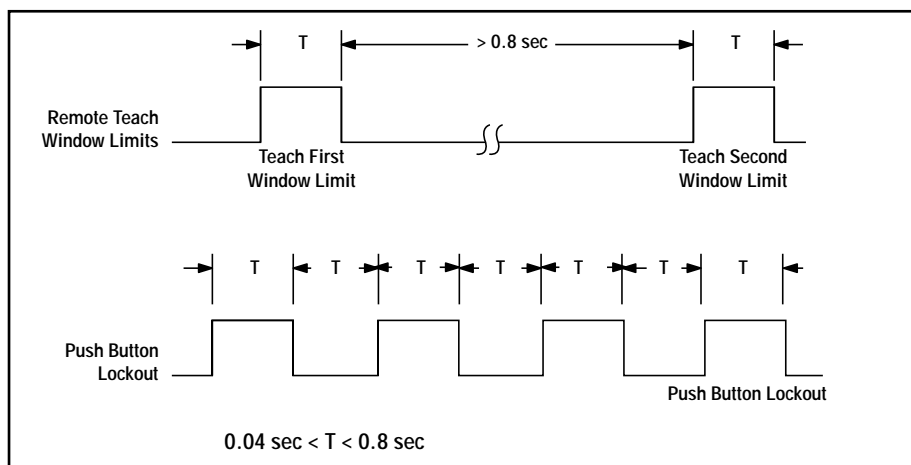 T > 0.8 sec T
Remote Teach
Window Limits
Teach First
Window Limit
Teach Second
Window Limit
T T T T T T T
Push Button
Lockout
Push Button Lockout
0.04 sec < T < 0.8 sec